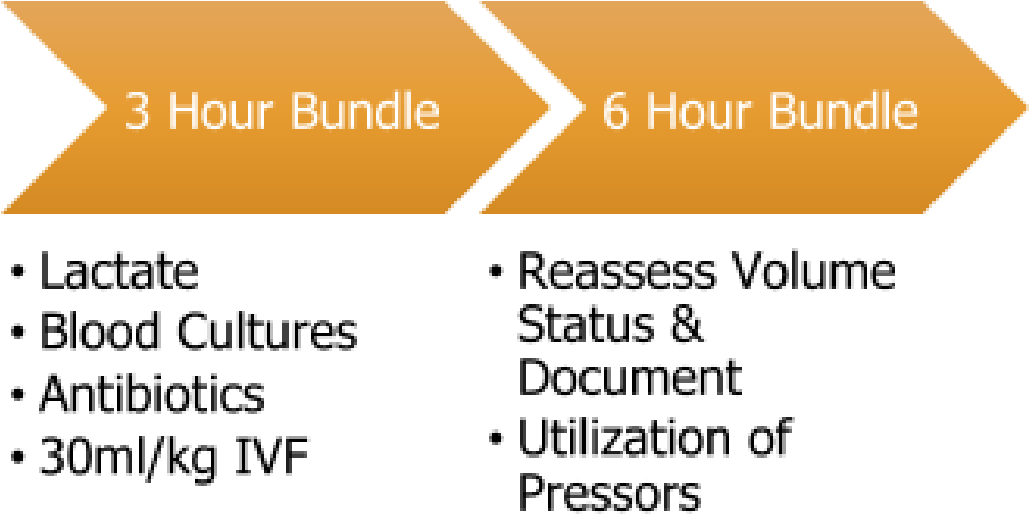 3 Hour Bundle
• Lactate
• Blood Cultures
• Antibiotics
• 30ml/kg IVF
6 Hour Bundle
• Reassess Volume
Status &
Document
• Utilization of
Pressors